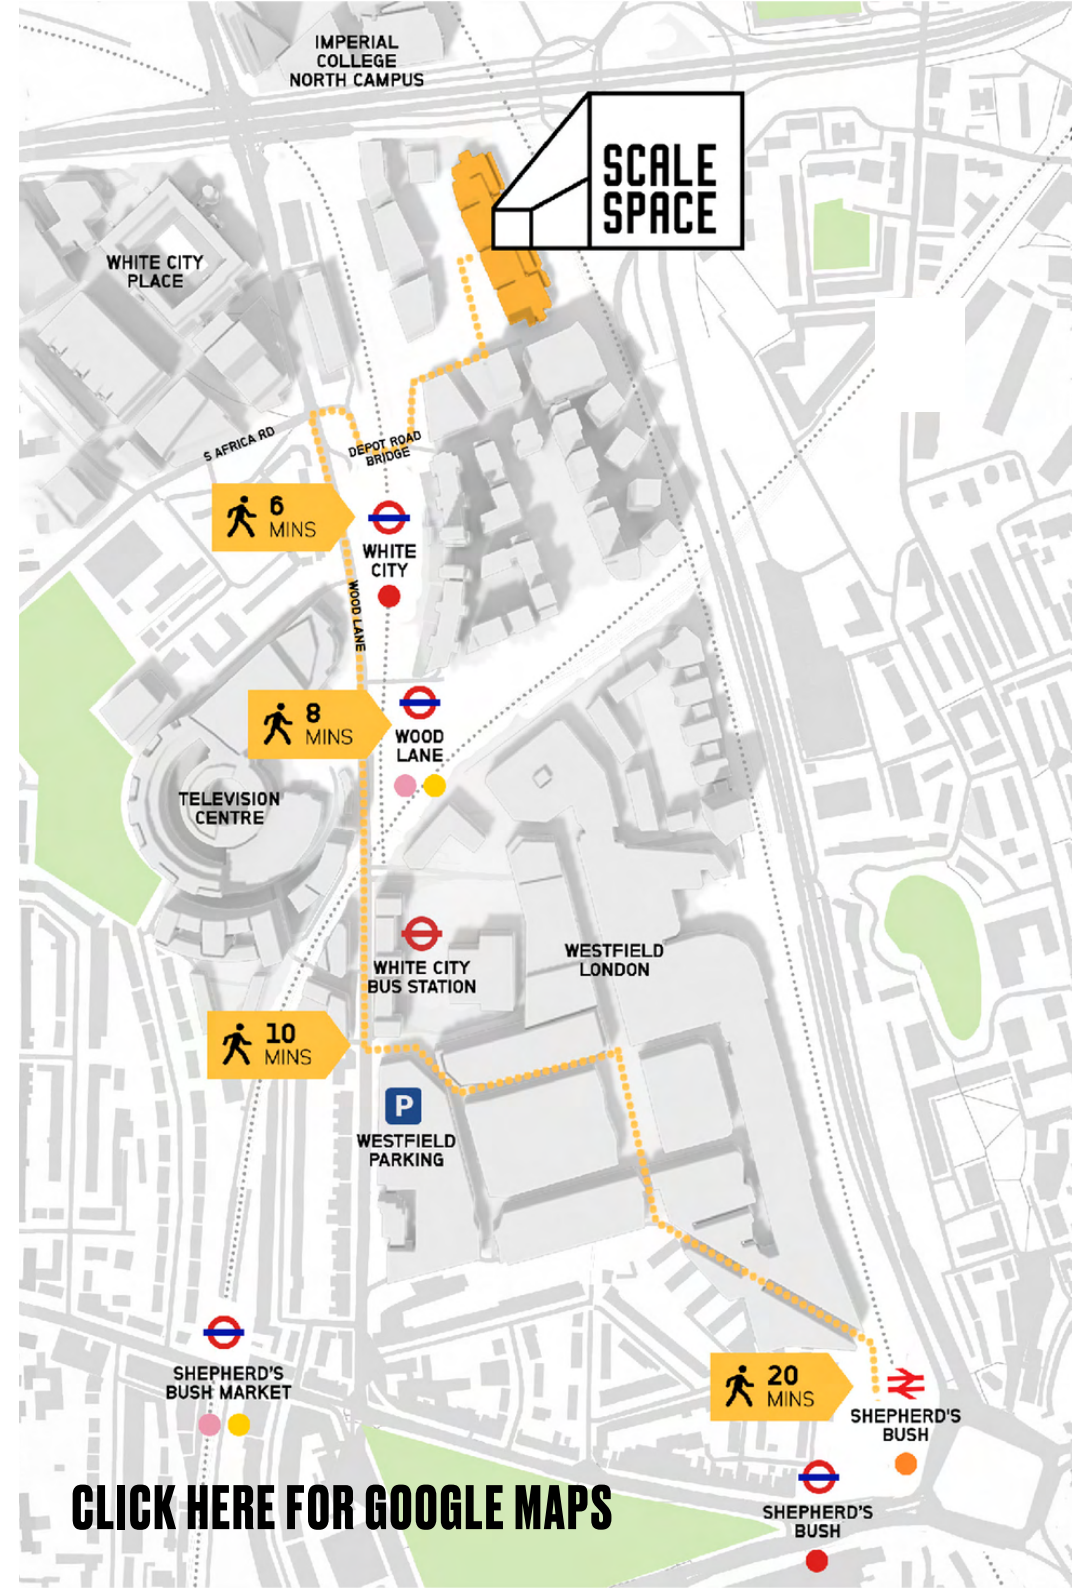 IMPERIAL
COLLEGE
NORTH CAMPUS
SCALE
SPACE
WHITE CITY
PLACE
S AFRICA RD
DEPOT ROAD
BRIDGE
6
MINS
WHITE
CITY
WOOD LANE
8
MINS
WOOD
LANE
TELEVISION
CENTRE
WHITE CITY
BUS STATION
WESTFIELD
LONDON
10
MINS
P
WESTFIELD
PARKING
SHEPHERD'S
BUSH MARKET
20
MINS
SHEPHERD'S
BUSH
SHEPHERD'S
BUSH
CLICK HERE FOR GOOGLE MAPS